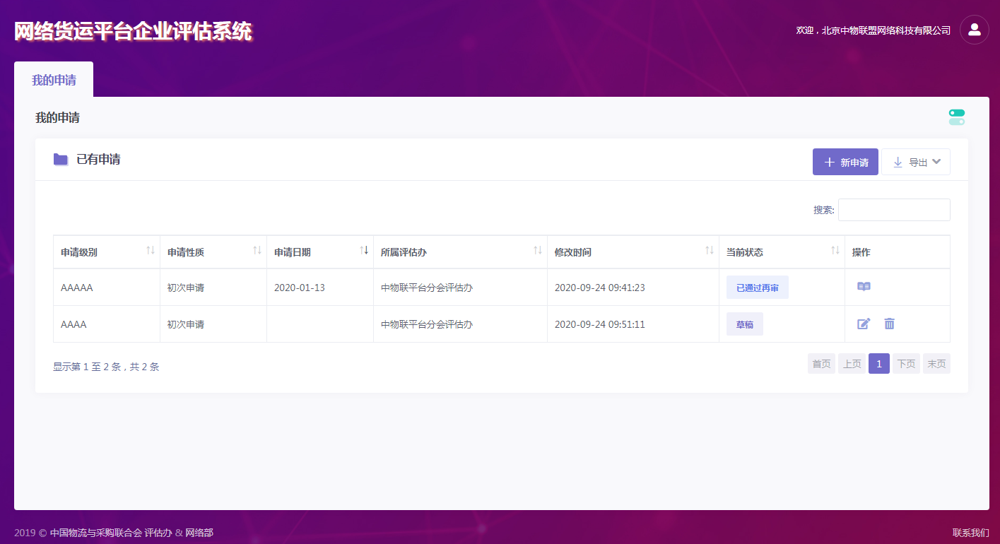 网络货运平台企业评估系统
欢迎，北京中物联盟网络科技有限公司
我的申请
我的申请
已有申请
新申请 导出
搜索:
申请级别 申请性质 申请日期 所属评估办 修改时间 当前状态 操作
AAAAA 初次申请 2020-01-13 中物联平台分会评估办 2020-09-24 09:41:23 已通过再审
AAAA 初次申请 中物联平台分会评估办 2020-09-24 09:51:11 草稿
显示第 1 至 2 条，共 2 条
首页 上页 1 下页 末页
2019 © 中国物流与采购联合会 评估办 & 网络部
联系我们